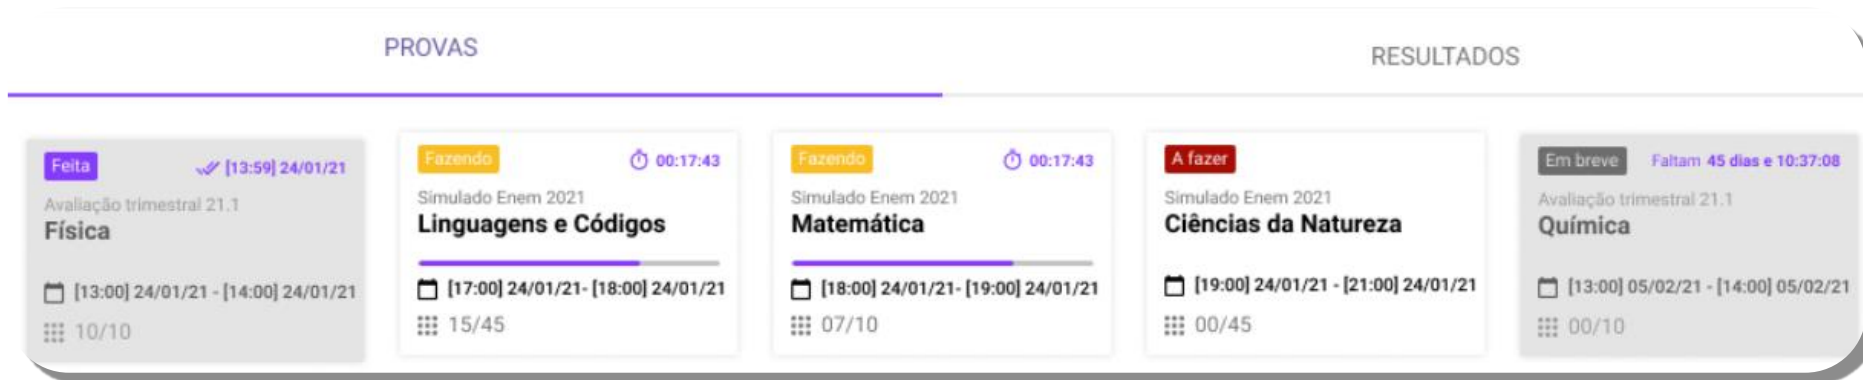 PROVAS
RESULTADOS
Feita
[13:59] 24/01/21
Avaliação trimestral 21.1
Física
[13:00] 24/01/21 - [14:00] 24/01/21
10/10
Fazendo
00:17:43
Simulado Enem 2021
Linguagens e Códigos
[17:00] 24/01/21- [18:00] 24/01/21
15/45
Fazendo
00:17:43
Simulado Enem 2021
Matemática
[18:00] 24/01/21- [19:00] 24/01/21
07/10
A fazer
Simulado Enem 2021
Ciências da Natureza
[19:00] 24/01/21 - [21:00] 24/01/21
00/45
Em breve
Faltam 45 dias e 10:37:08
Avaliação trimestral 21.1
Química
[13:00] 05/02/21 - [14:00] 05/02/21
00/10